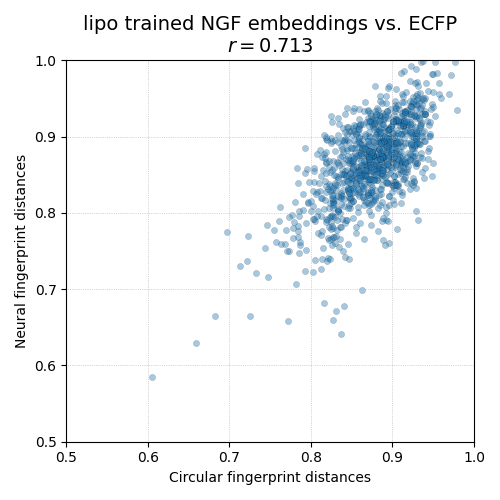 lipo trained NGF embeddings vs. ECFP
r = 0.713
1.0
0.9
0.8
0.7
0.6
0.5
Neural fingerprint distances
0.5 0.6 0.7 0.8 0.9 1.0
Circular fingerprint distances